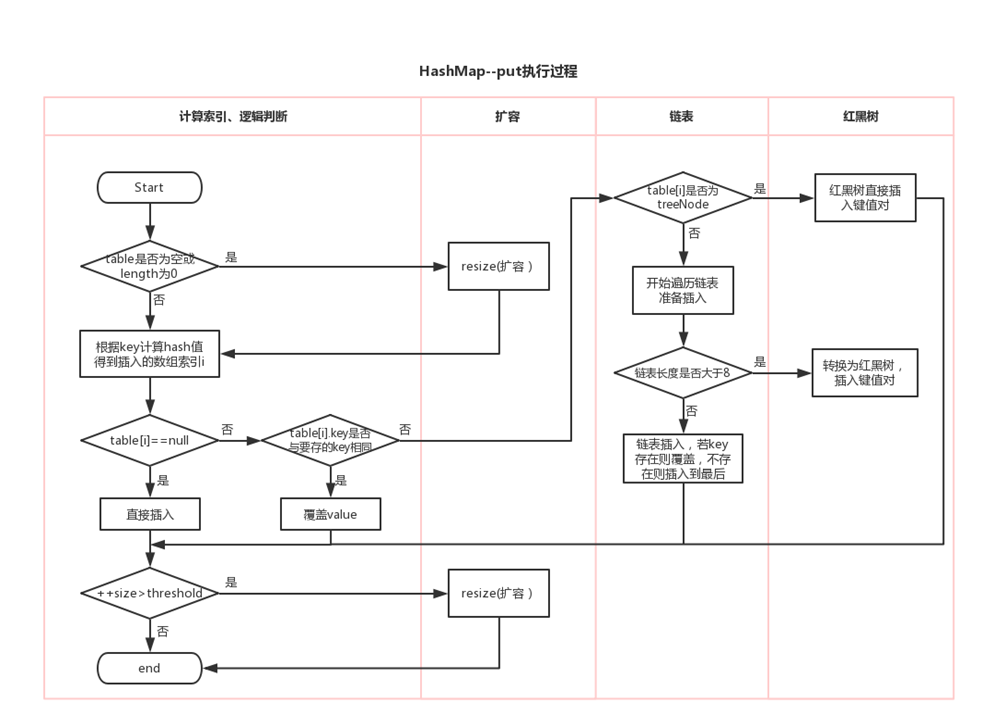 HashMap--put执行过程
计算索引、逻辑判断
扩容
链表
红黑树
Start
table是否为空或
length为0
是
否
resize(扩容）
根据key计算hash值
得到插入的数组索引i
table[i]==null
否
是
table[i].key是否
与要存的key相同
否
是
直接插入
覆盖value
table[i]是否为
treeNode
是
否
红黑树直接插
入键值对
开始遍历链表
准备插入
链表长度是否大于8
是
否
转换为红黑树，
插入键值对
链表插入，若key
存在则覆盖，不存
在则插入到最后
++size>threshold
是
否
resize(扩容）
end